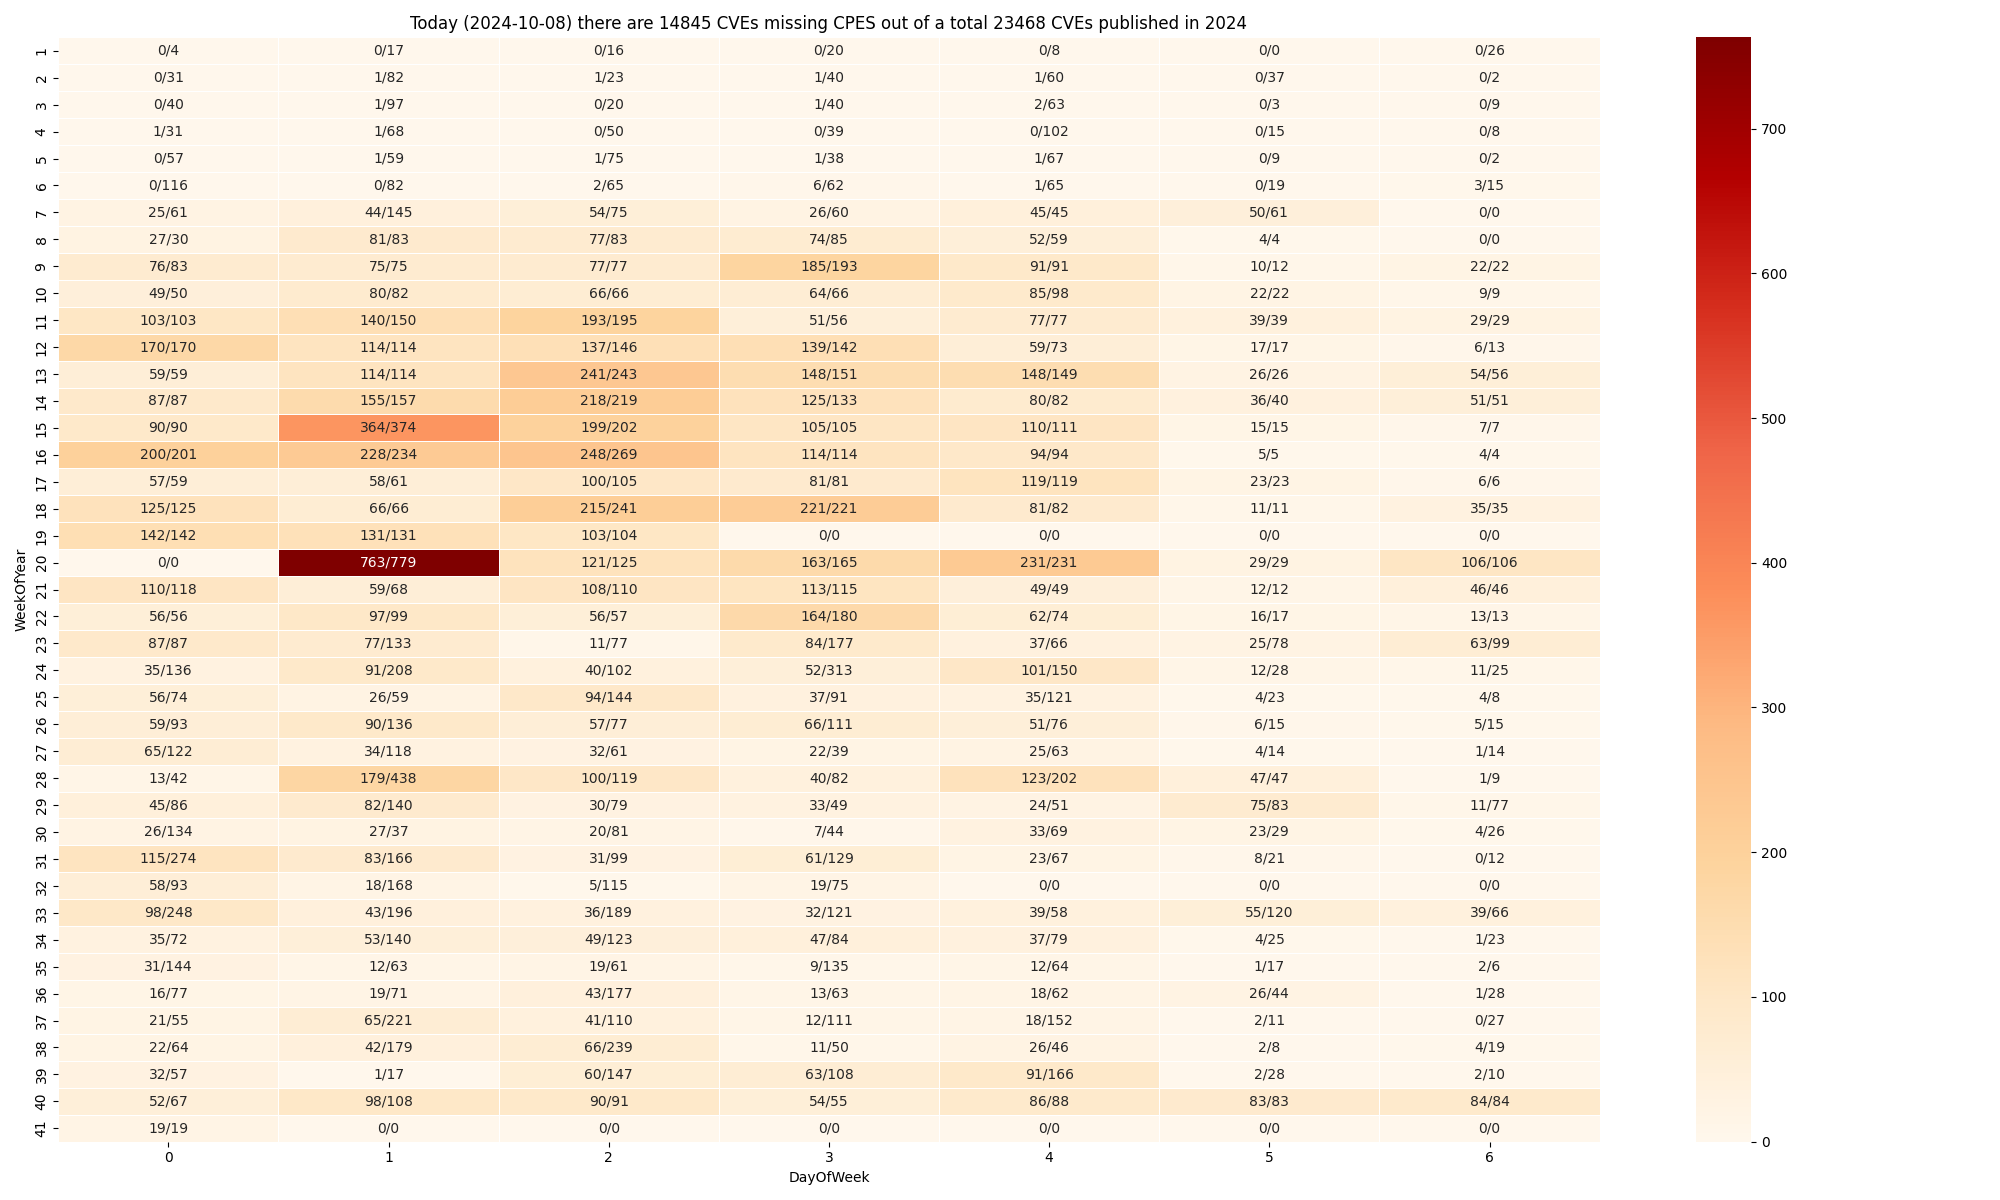 Today (2024-10-08) there are 14845 CVEs missing CPES out of a total 23468 CVEs published in 2024
1 0/4 0/17 0/16 0/20 0/8 0/0 0/26
2 0/31 1/82 1/23 1/40 1/60 0/37 0/2
3 0/40 1/97 0/20 1/40 2/63 0/3 0/9
4 1/31 1/68 0/50 0/39 0/102 0/15 0/8
5 0/57 1/59 1/75 1/38 1/67 0/9 0/2
6 0/116 0/82 2/65 6/62 1/65 0/19 3/15
7 25/61 44/145 54/75 26/60 45/45 50/61 0/0
8 27/30 81/83 77/83 74/85 52/59 4/4 0/0
9 76/83 75/75 77/77 185/193 91/91 10/12 22/22
10 49/50 80/82 66/66 64/66 85/98 22/22 9/9
11 103/103 140/150 193/195 51/56 77/77 39/39 29/29
12 170/170 114/114 137/146 139/142 59/73 17/17 6/13
13 59/59 114/114 241/243 148/151 148/149 26/26 54/56
14 87/87 155/157 218/219 125/133 80/82 36/40 51/51
15 90/90 364/374 199/202 105/105 110/111 15/15 7/7
16 200/201 228/234 248/269 114/114 94/94 5/5 4/4
17 57/59 58/61 100/105 81/81 119/119 23/23 6/6
18 125/125 66/66 215/241 221/221 81/82 11/11 35/35
19 142/142 131/131 103/104 0/0 0/0 0/0 0/0
20 0/0 763/779 121/125 163/165 231/231 29/29 106/106
21 110/118 59/68 108/110 113/115 49/49 12/12 46/46
22 56/56 97/99 56/57 164/180 62/74 16/17 13/13
23 87/87 77/133 11/77 84/177 37/66 25/78 63/99
24 35/136 91/208 40/102 52/313 101/150 12/28 11/25
25 56/74 26/59 94/144 37/91 35/121 4/23 4/8
26 59/93 90/136 57/77 66/111 51/76 6/15 5/15
27 65/122 34/118 32/61 22/39 25/63 4/14 1/14
28 13/42 179/438 100/119 40/82 123/202 47/47 1/9
29 45/86 82/140 30/79 33/49 24/51 75/83 11/77
30 26/134 27/37 20/81 7/44 33/69 23/29 4/26
31 115/274 83/166 31/99 61/129 23/67 8/21 0/12
32 58/93 18/168 5/115 19/75 0/0 0/0 0/0
33 98/248 43/196 36/189 32/121 39/58 55/120 39/66
34 35/72 53/140 49/123 47/84 37/79 4/25 1/23
35 31/144 12/63 19/61 9/135 12/64 1/17 2/6
36 16/77 19/71 43/177 13/63 18/62 26/44 1/28
37 21/55 65/221 41/110 12/111 18/152 2/11 0/27
38 22/64 42/179 66/239 11/50 26/46 2/8 4/19
39 32/57 1/17 60/147 63/108 91/166 2/28 2/10
40 52/67 98/108 90/91 54/55 86/88 83/83 84/84
41 19/19 0/0 0/0 0/0 0/0 0/0 0/0
0 1 2 3 4 5 6
DayOfWeek
WeekOfYear
700
600
500
400
300
200
100
0